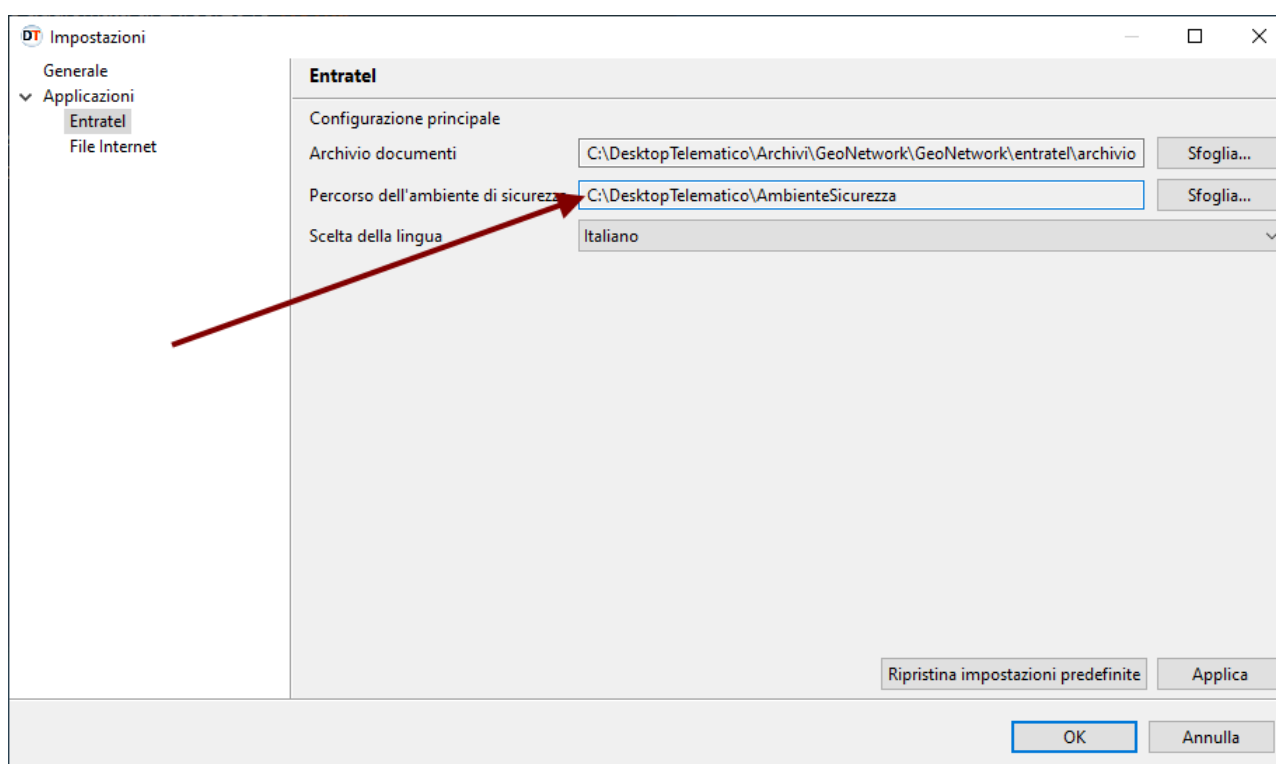 DT Impostazioni
Generale
Applicazioni
Entratel
File Internet
Entratel
Configurazione principale
Archivio documenti C:\DesktopTelematico\Archivi\GeoNetwork\GeoNetwork\entratel\archivio Sfoglia...
Percorso dell'ambiente di sicurezza C:\DesktopTelematico\AmbienteSicurezza Sfoglia...
Scelta della lingua Italiano
Ripristina impostazioni predefinite Applica
OK Annulla